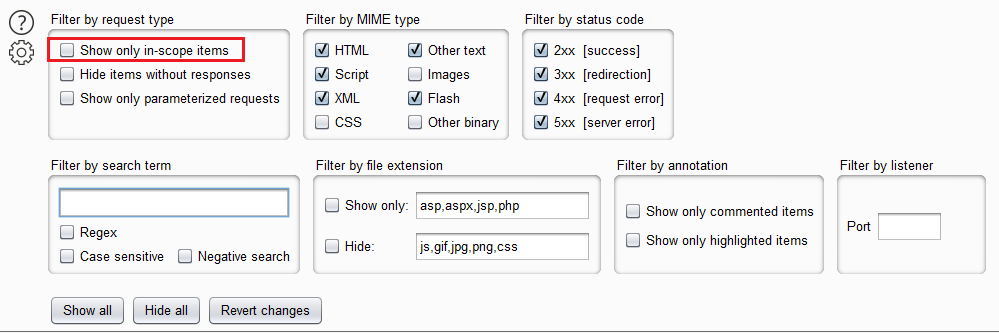 ?
Filter by request type
Show only in-scope items
Hide items without responses
Show only parameterized requests
Filter by MIME type
HTML
Other text
Script
Images
XML
Flash
CSS
Other binary
Filter by status code
2xx [success]
3xx [redirection]
4xx [request error]
5xx [server error]
Filter by search term
Regex
Case sensitive
Negative search
Filter by file extension
Show only: asp,aspx,jsp,php
Hide: js,gif,jpg,png,css
Filter by annotation
Show only commented items
Show only highlighted items
Filter by listener
Port
Show all
Hide all
Revert changes